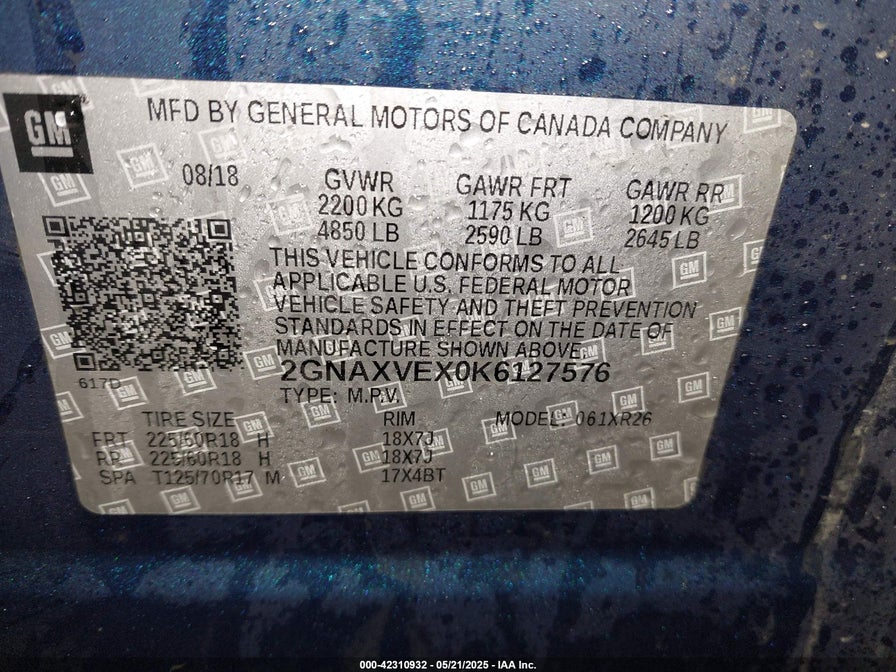 GM
MFD BY GENERAL MOTORS OF CANADA COMPANY
08/18
GVWR GAWR FRT GAWR RR
2200 KG 1175 KG 1200 KG
4850 LB 2590 LB 2645 LB
THIS VEHICLE CONFORMS TO ALL
APPLICABLE U.S. FEDERAL MOTOR
VEHICLE SAFETY AND THEFT PREVENTION
STANDARDS IN EFFECT ON THE DATE OF
MANUFACTURE SHOWN ABOVE.
2GNAXVEX0K6127576
617D
TYPE: M.P.V.
TIRE SIZE RIM MODEL: 061XR26
FRT 225/60R18 H 18X7J
RR 225/60R18 H 18X7J
SPA T125/70R17 M 17X4BT
000-42310932 - 05/21/2025 - IAA Inc.